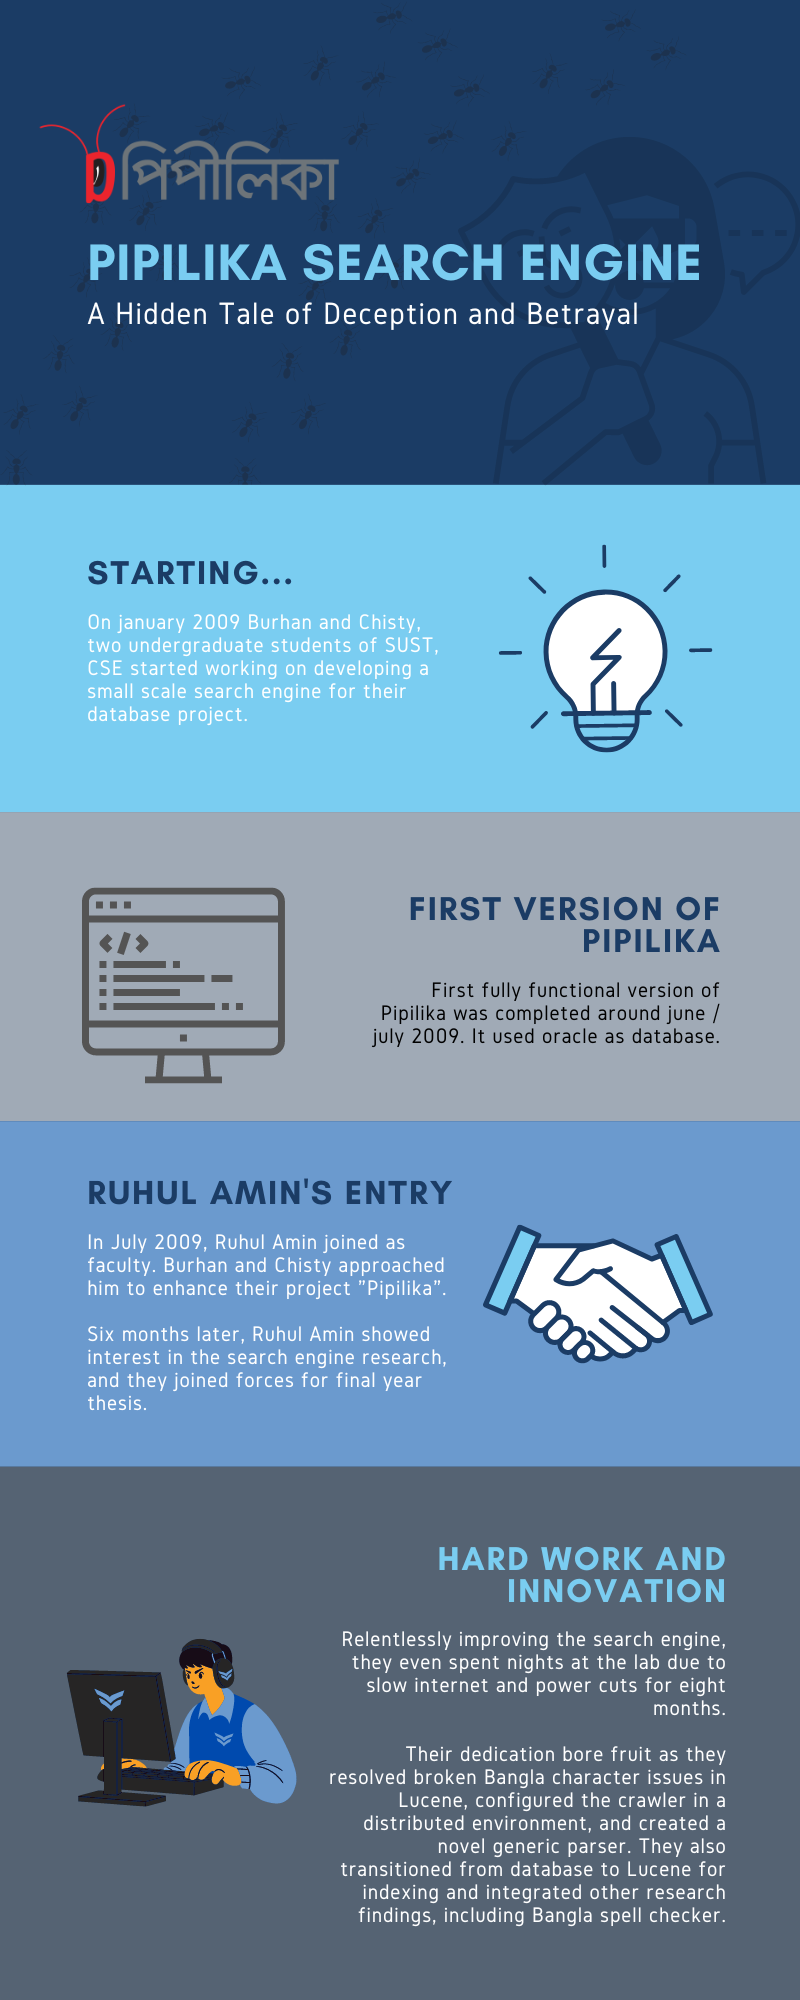 পিপীলিকা
PIPILIKA SEARCH ENGINE
A Hidden Tale of Deception and Betrayal
STARTING...
On january 2009 Burhan and Chisty,
two undergraduate students of SUST,
CSE started working on developing a
small scale search engine for their
database project.
FIRST VERSION OF
PIPILIKA
First fully functional version of
Pipilika was completed around june /
july 2009. It used oracle as database.
RUHUL AMIN'S ENTRY
In July 2009, Ruhul Amin joined as
faculty. Burhan and Chisty approached
him to enhance their project ”Pipilika”.
Six months later, Ruhul Amin showed
interest in the search engine research,
and they joined forces for final year
thesis.
HARD WORK AND
INNOVATION
Relentlessly improving the search engine,
they even spent nights at the lab due to
slow internet and power cuts for eight
months.
Their dedication bore fruit as they
resolved broken Bangla character issues in
Lucene, configured the crawler in a
distributed environment, and created a
novel generic parser. They also
transitioned from database to Lucene for
indexing and integrated other research
findings, including Bangla spell checker.